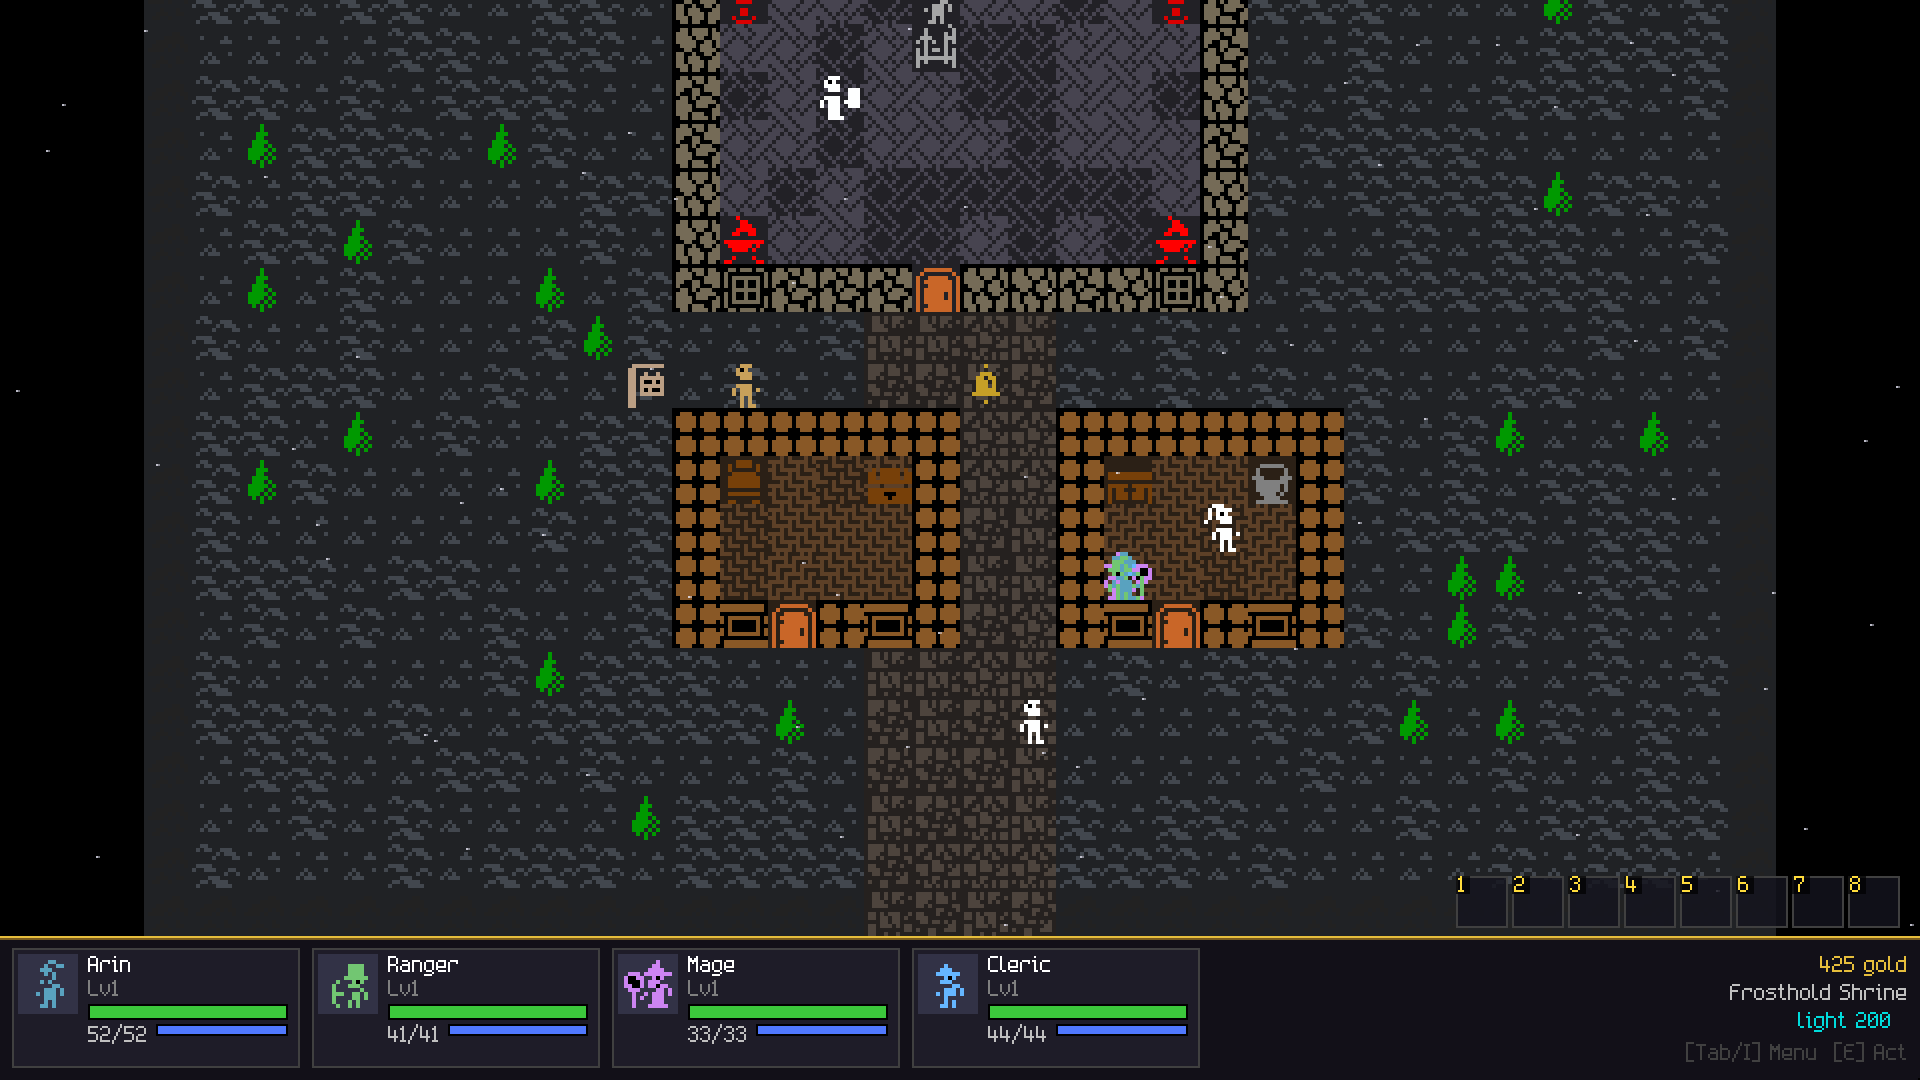 1 2 3 4 5 6 7 8
Arin
Lv1
52/52
Ranger
Lv1
41/41
Mage
Lv1
33/33
Cleric
Lv1
44/44
425 gold
Frosthold Shrine
light 200
[Tab/I] Menu [E] Act